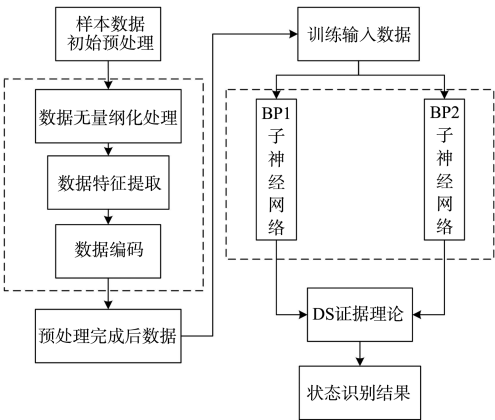 样本数据
初始预处理
数据无量纲化处理
数据特征提取
数据编码
预处理完成后数据
训练输入数据
BP1
子
神
经
网
络
BP2
子
神
经
网
络
DS证据理论
状态识别结果